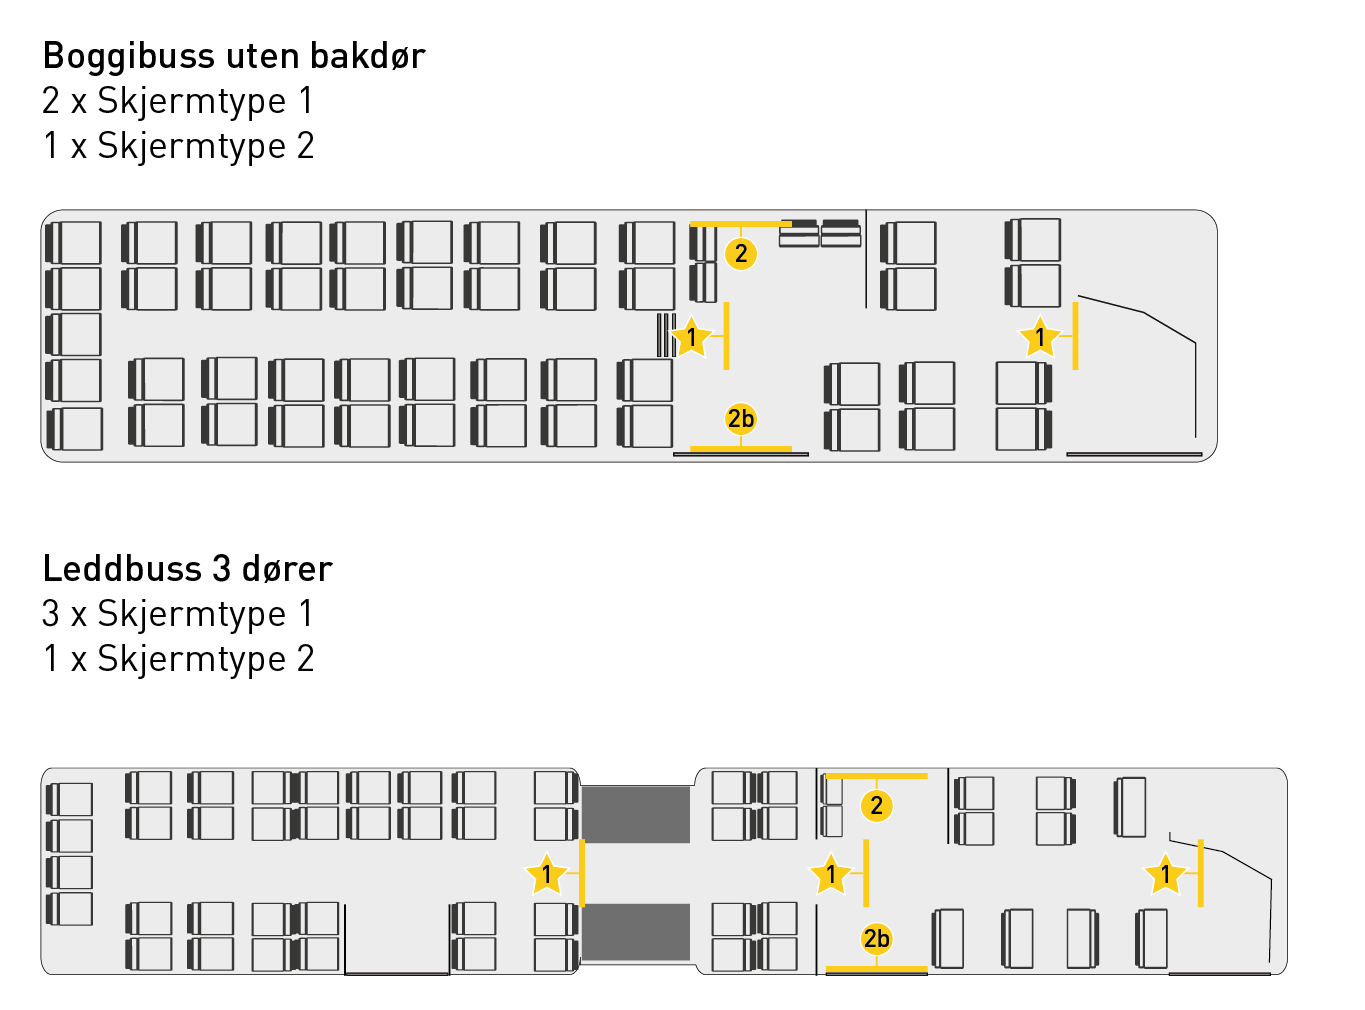 Boggibuss uten bakdør
2 x Skjermtype 1
1 x Skjermtype 2
2
1
1
2b
Leddbuss 3 dører
3 x Skjermtype 1
1 x Skjermtype 2
2
1
1
1
2b